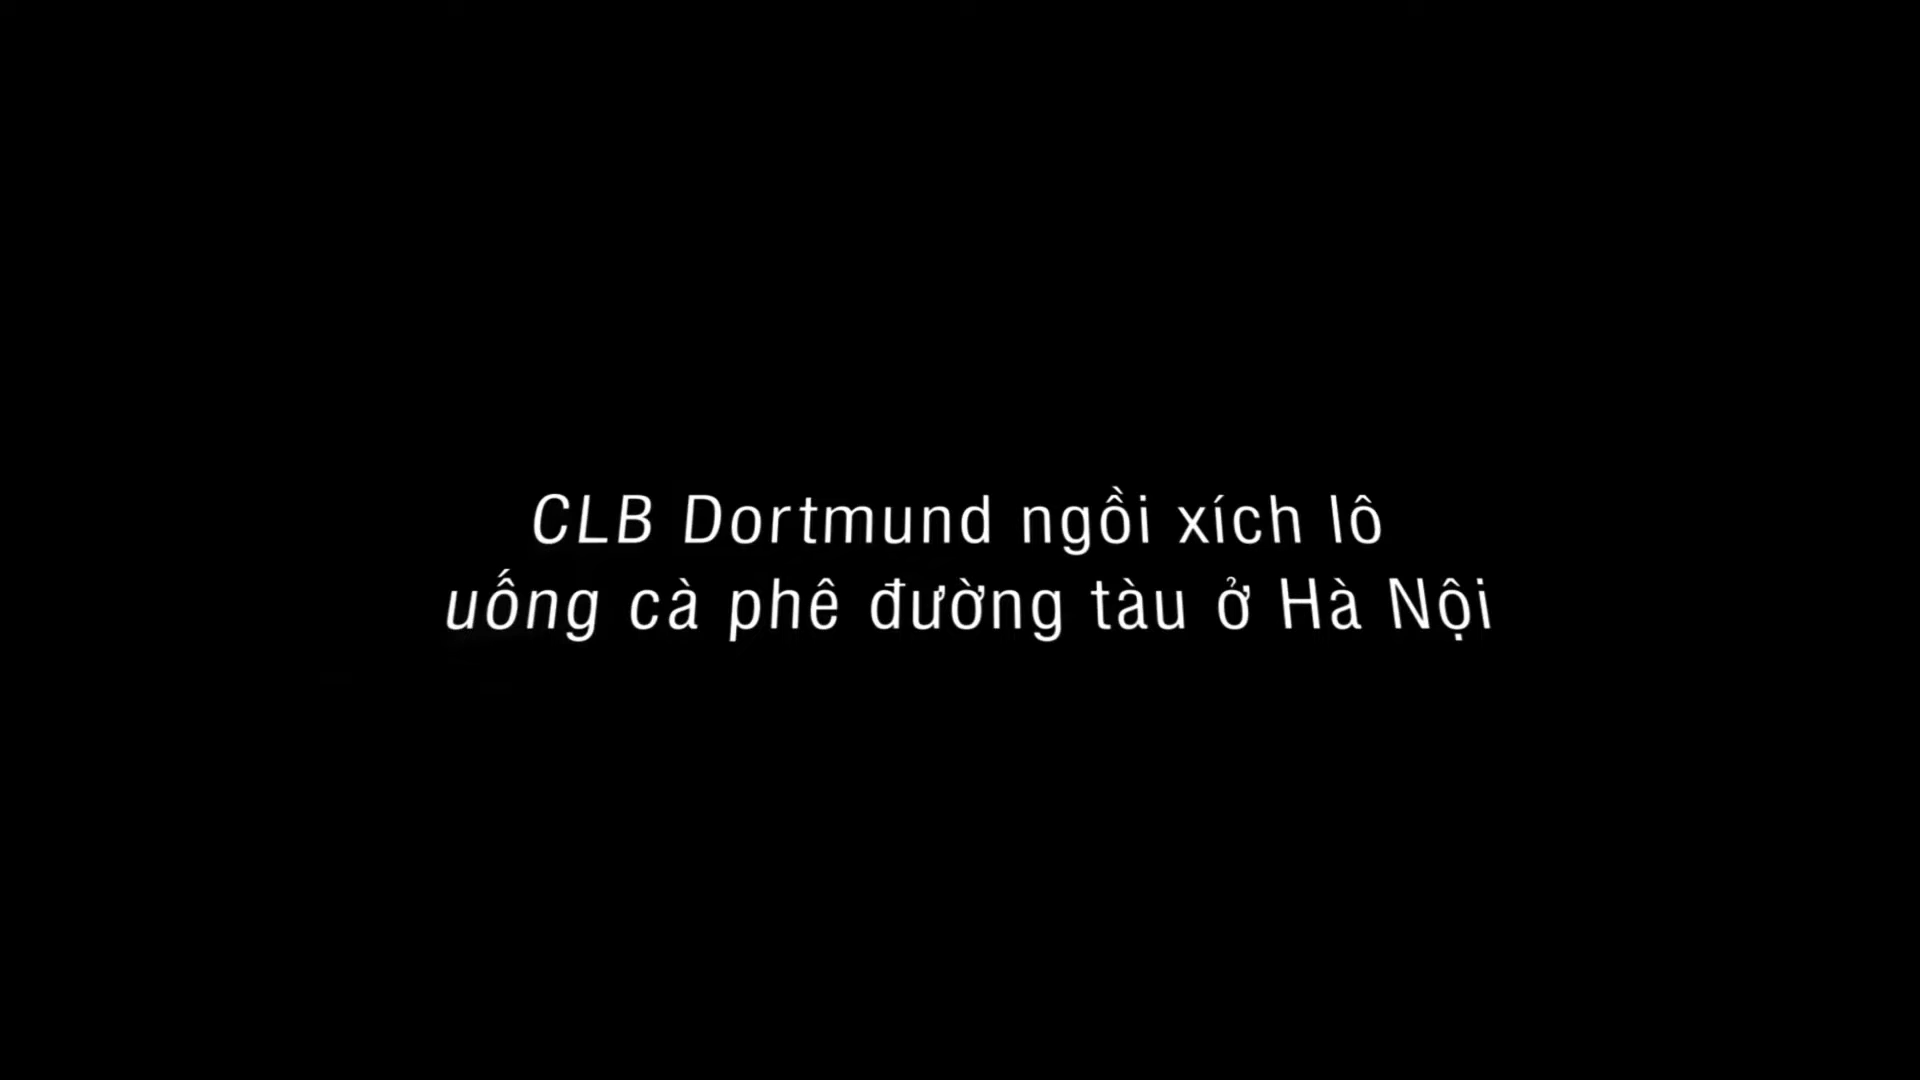 CLB Dortmund ngồi xích lô
uống cà phê đường tàu ở Hà Nội